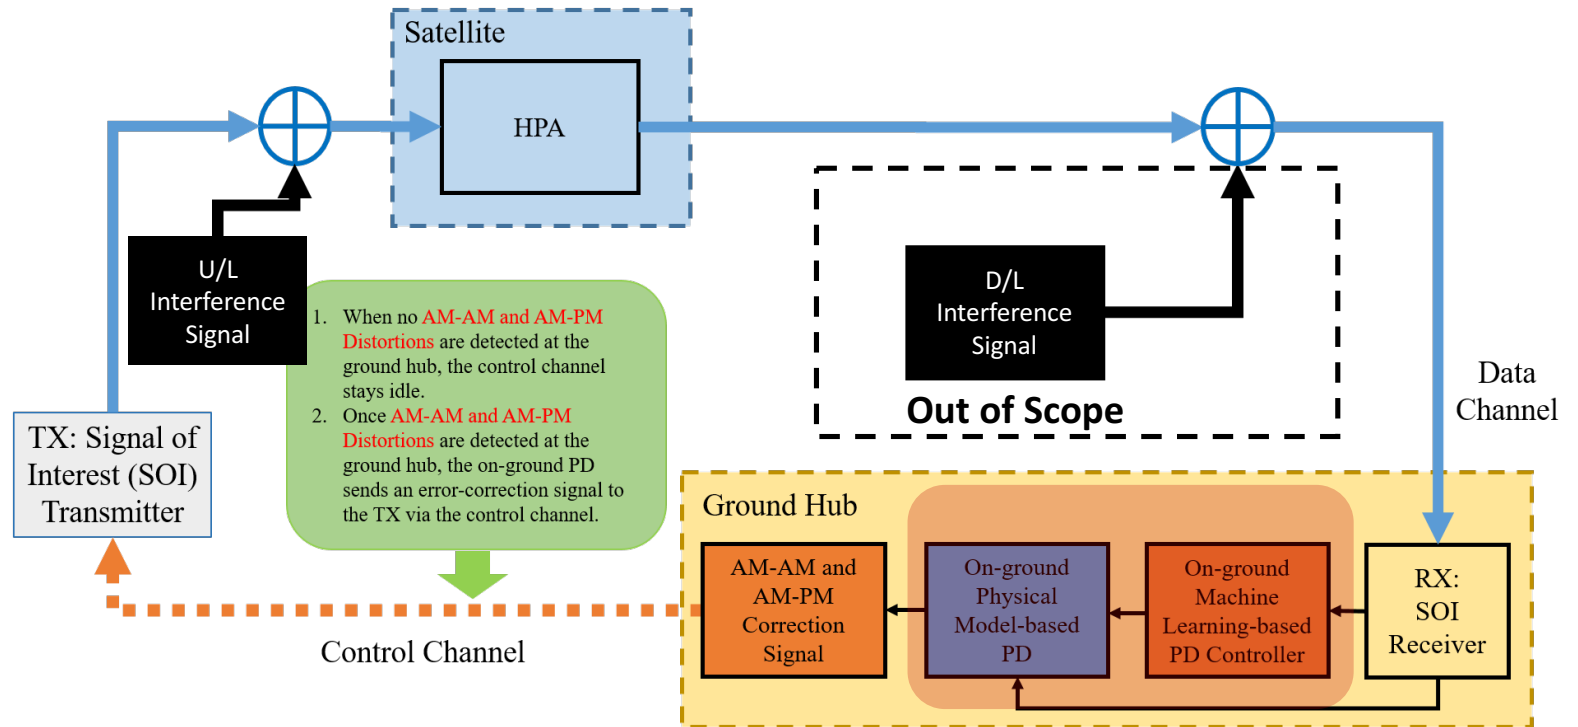 Satellite
HPA
U/L
Interference
Signal
D/L
Interference
Signal
Out of Scope
Data
Channel
1. When no AM-AM and AM-PM
Distortions are detected at the
ground hub, the control channel
stays idle.
2. Once AM-AM and AM-PM
Distortions are detected at the
ground hub, the on-ground PD
sends an error-correction signal to
the TX via the control channel.
TX: Signal of
Interest (SOI)
Transmitter
Control Channel
Ground Hub
AM-AM and
AM-PM
Correction
Signal
On-ground
Physical
Model-based
PD
On-ground
Machine
Learning-based
PD Controller
RX:
SOI
Receiver